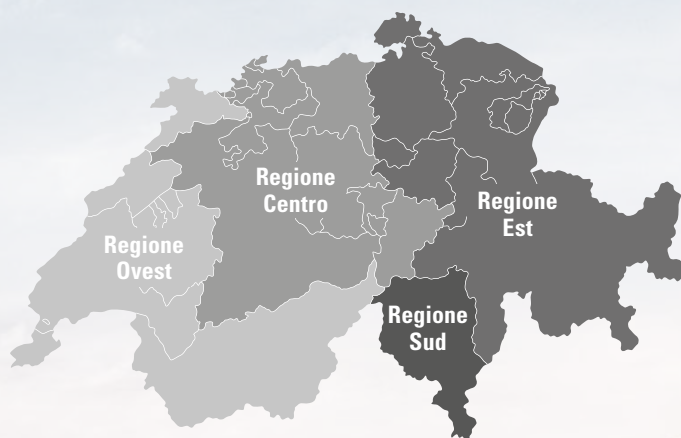 Regione
Centro
Regione
Est
Regione
Ovest
Regione
Sud